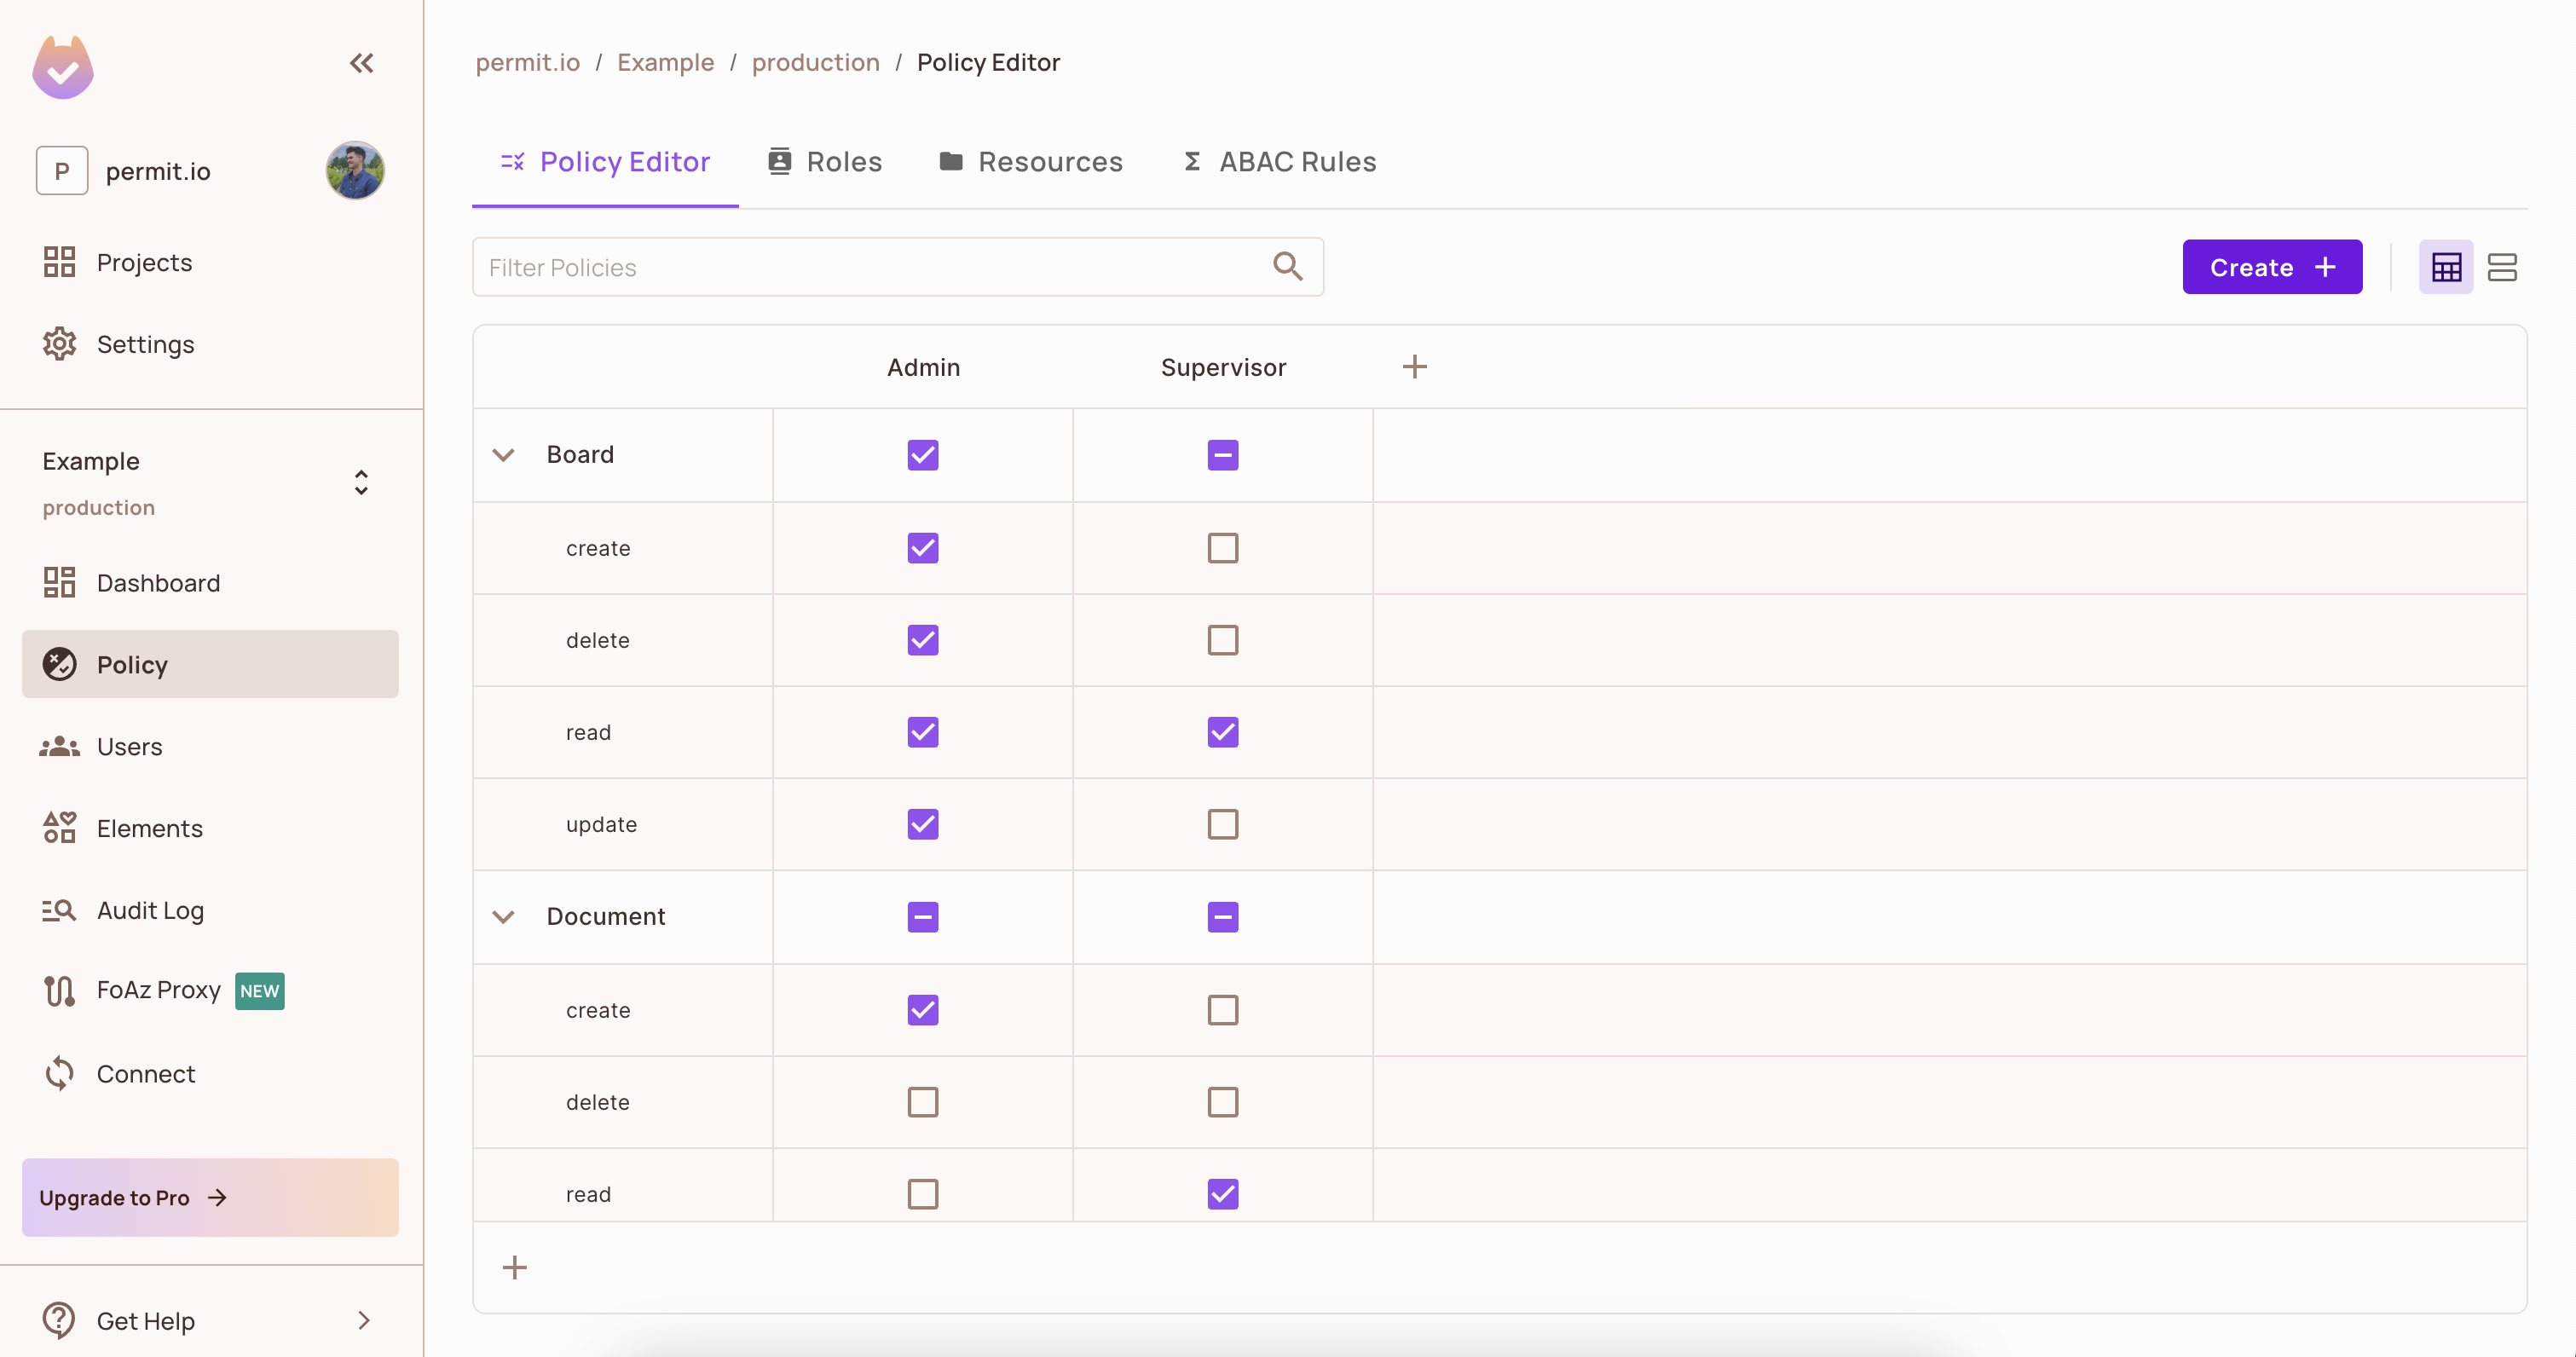 P permit.io
Projects
Settings
Example
production
Dashboard
Policy
Users
Elements
Audit Log
FoAz Proxy NEW
Connect
Upgrade to Pro
Get Help
permit.io / Example / production / Policy Editor
Policy Editor Roles Resources ABAC Rules
Filter Policies
Create
Admin Supervisor
Board
create
delete
read
update
Document
create
delete
read